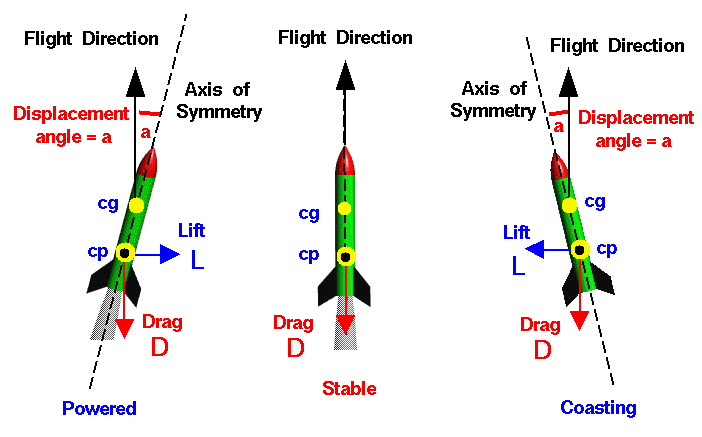 Flight Direction
Axis of
Symmetry
Displacement
angle = a
a
cg
cp
Lift
L
Drag
D
Powered
Flight Direction
cg
cp
Drag
D
Stable
Flight Direction
Axis of
Symmetry
Displacement
angle = a
a
cg
cp
Lift
L
Drag
D
Coasting